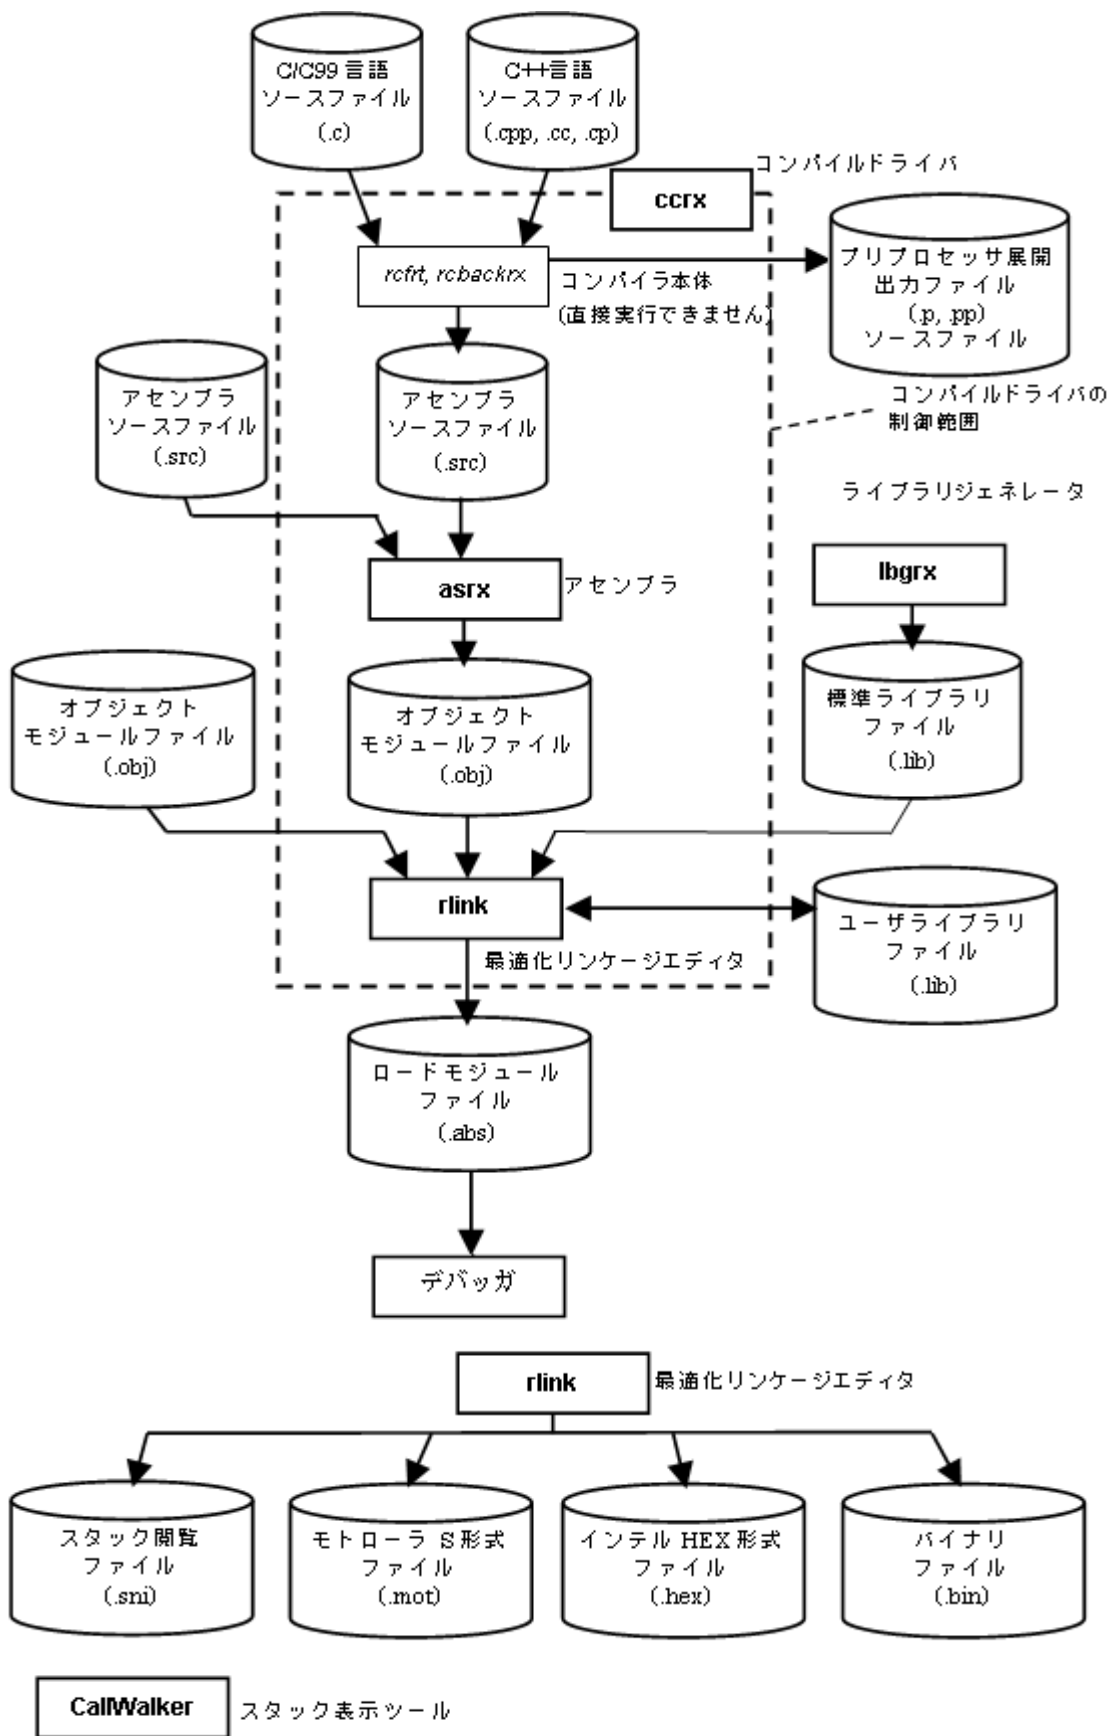 C/C99 言語
ソースファイル
(.c)
C++言語
ソースファイル
(.cpp, .cc, .cp)
コンパイルドライバ
ccrx
rcfrt, rcbackrx
コンパイラ本体
(直接実行できません)
プリプロセッサ展開
出力ファイル
(.p, .pp)
ソースファイル
アセンブラ
ソースファイル
(.src)
アセンブラ
ソースファイル
(.src)
コンパイルドライバの
制御範囲
ライブラリジェネレータ
asrx
アセンブラ
lbgrx
オブジェクト
モジュールファイル
(.obj)
オブジェクト
モジュールファイル
(.obj)
標準ライブラリ
ファイル
(.lib)
rlink
最適化リンケージエディタ
ユーザライブラリ
ファイル
(.lib)
ロードモジュール
ファイル
(.abs)
デバッガ
rlink
最適化リンケージエディタ
スタック閲覧
ファイル
(.sni)
モトローラ S形式
ファイル
(.mot)
インテル HEX 形式
ファイル
(.hex)
バイナリ
ファイル
(.bin)
CallWalker
スタック表示ツール